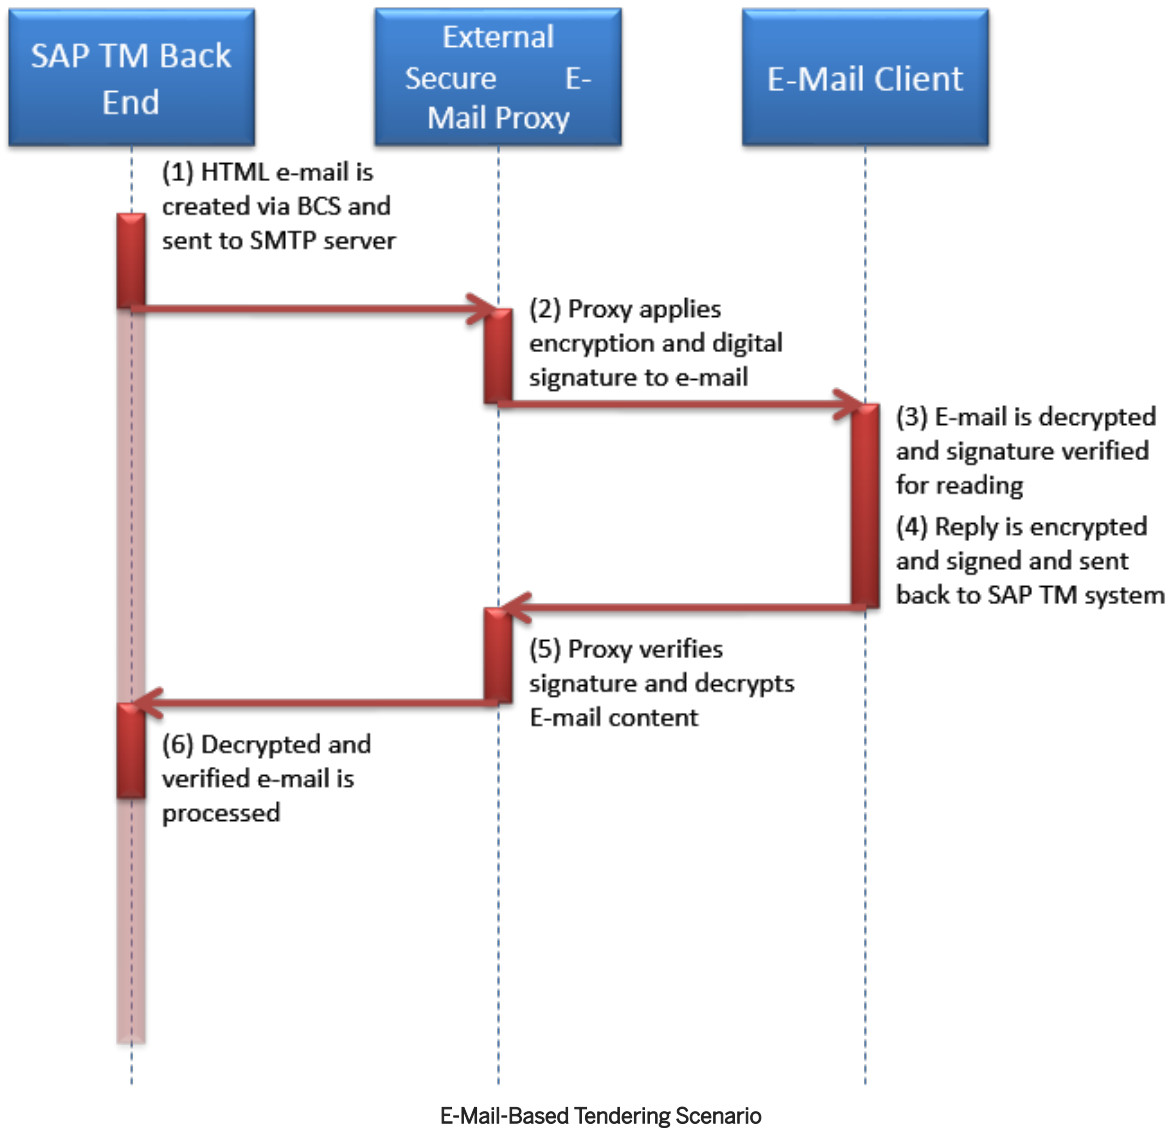 SAP TM Back
End
External
Secure E-
Mail Proxy
E-Mail Client
(1) HTML e-mail is
created via BCS and
sent to SMTP server
(2) Proxy applies
encryption and digital
signature to e-mail
(3) E-mail is decrypted
and signature verified
for reading
(4) Reply is encrypted
and signed and sent
back to SAP TM system
(5) Proxy verifies
signature and decrypts
E-mail content
(6) Decrypted and
verified e-mail is
processed
E-Mail-Based Tendering Scenario